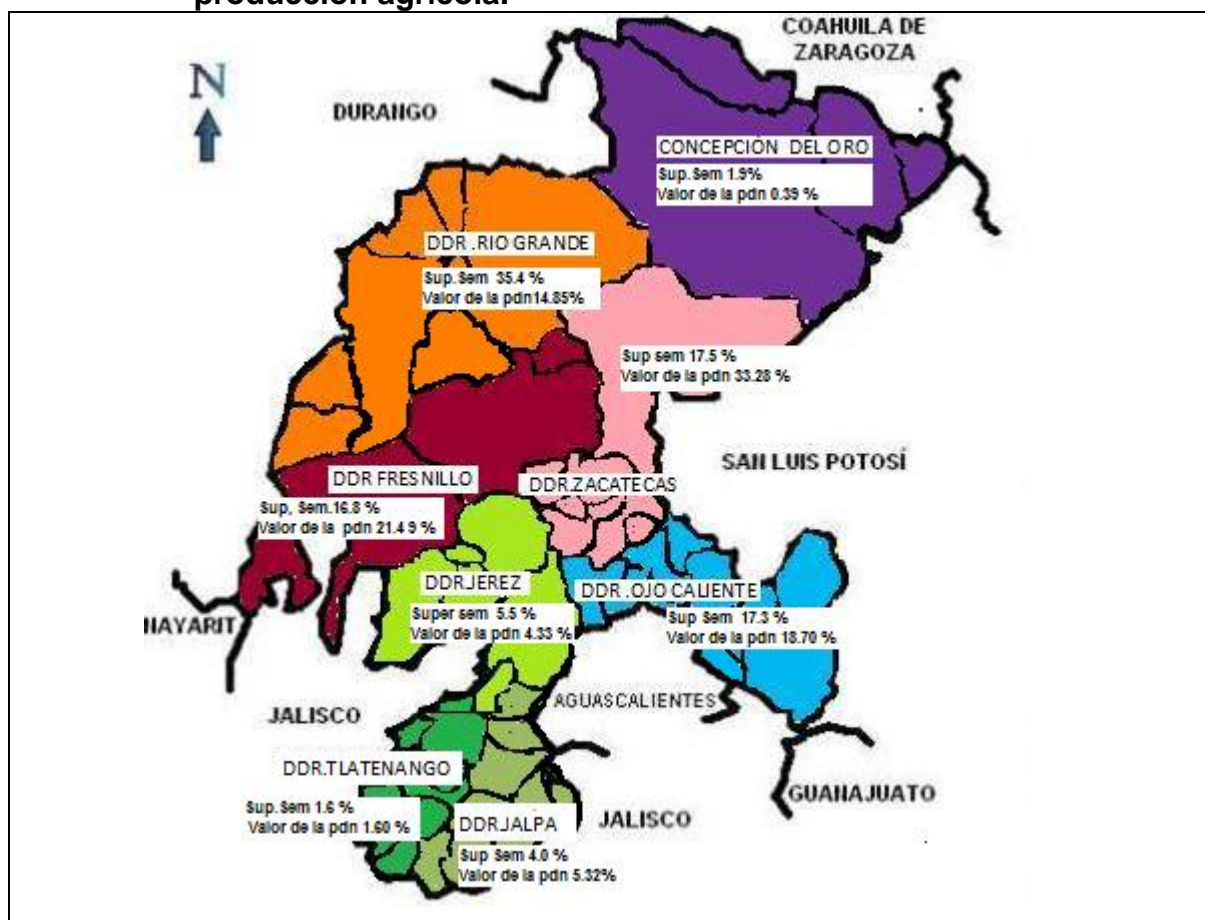 producción agrícola.
COAHUILA DE
ZARAGOZA
N
DURANGO
CONCEPCIÓN DEL ORO
Sup.Sem 1.9%
Valor de la pdn 0.39 %
DDR .RIO GRANDE
Sup.Sem 35.4 %
Valor de la pdn14.85%
Sup sem 17.5 %
Valor de la pdn 33.28 %
SAN LUIS POTOSÍ
DDR FRESNILLO
DDR.ZACATECAS
Sup, Sem.16.8 %
Valor de la pdn 21.4 9 %
DDR.JEREZ
Super sem 5.5 %
Valor de la pdn 4.33 %
DDR .OJO CALIENTE
Sup Sem 17.3 %
Valor de la pdn 18.70 %
NAYARIT
JALISCO
AGUASCALIENTES
DDR.TLATENANGO
Sup.Sem 1.6 %
Valor de la pdn 1.60 %
GUANAJUATO
DDR.JALPA
JALISCO
Sup Sem 4.0 %
Valor de la pdn 5.32%